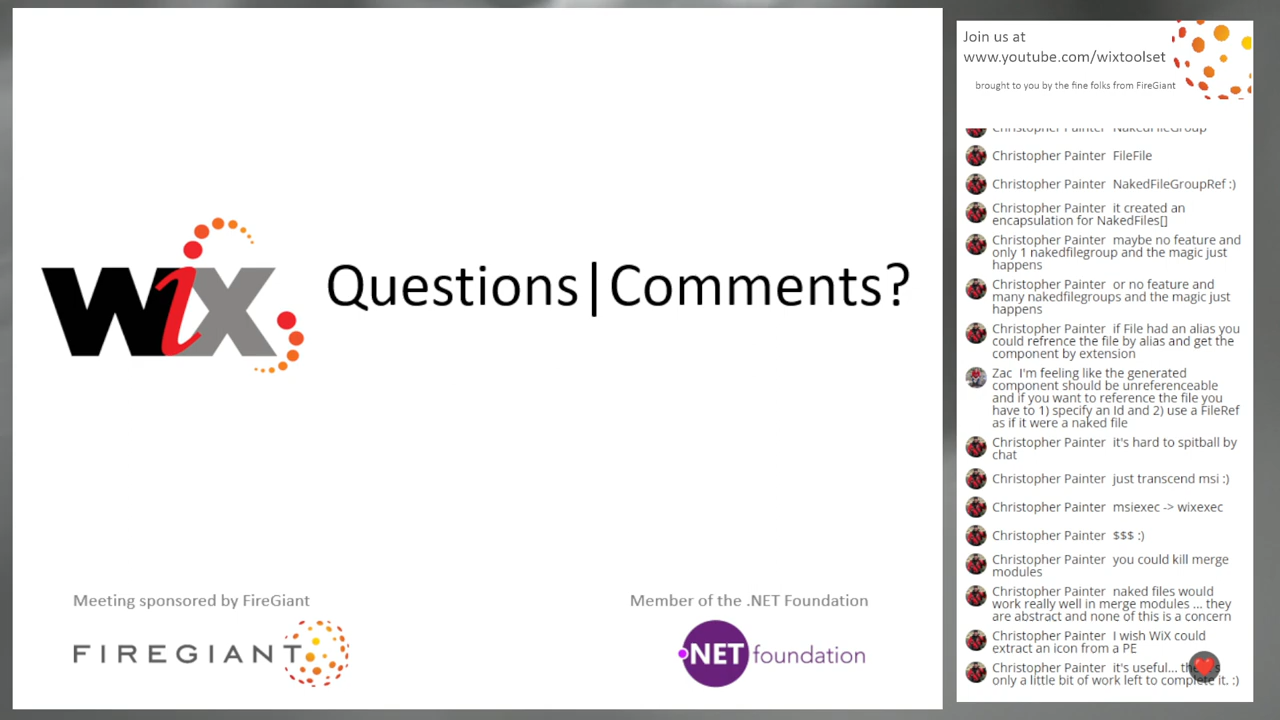 WiX
Questions|Comments?
Meeting sponsored by FireGiant
FIREGIANT
Member of the .NET Foundation
.NET foundation
Join us at
www.youtube.com/wixtoolset
brought to you by the fine folks from FireGiant
Christopher Painter NakedFileGroup
Christopher Painter FileFile
Christopher Painter NakedFileGroupRef :)
Christopher Painter it created an
encapsulation for NakedFiles[]
Christopher Painter maybe no feature and
only 1 nakedfilegroup and the magic just
happens
Christopher Painter or no feature and
many nakedfilegroups and the magic just
happens
Christopher Painter if File had an alias you
could refrence the file by alias and get the
component by extension
Zac I'm feeling like the generated
component should be unreferenceable
and if you want to reference the file you
have to 1) specify an Id and 2) use a FileRef
as if it were a naked file
Christopher Painter it's hard to spitball by
chat
Christopher Painter just transcend msi :)
Christopher Painter msiexec -> wixexec
Christopher Painter $$$ :)
Christopher Painter you could kill merge
modules
Christopher Painter naked files would
work really well in merge modules ... they
are abstract and none of this is a concern
Christopher Painter I wish WiX could
extract an icon from a PE
Christopher Painter it's useful...
only a little bit of work left to complete it. :)